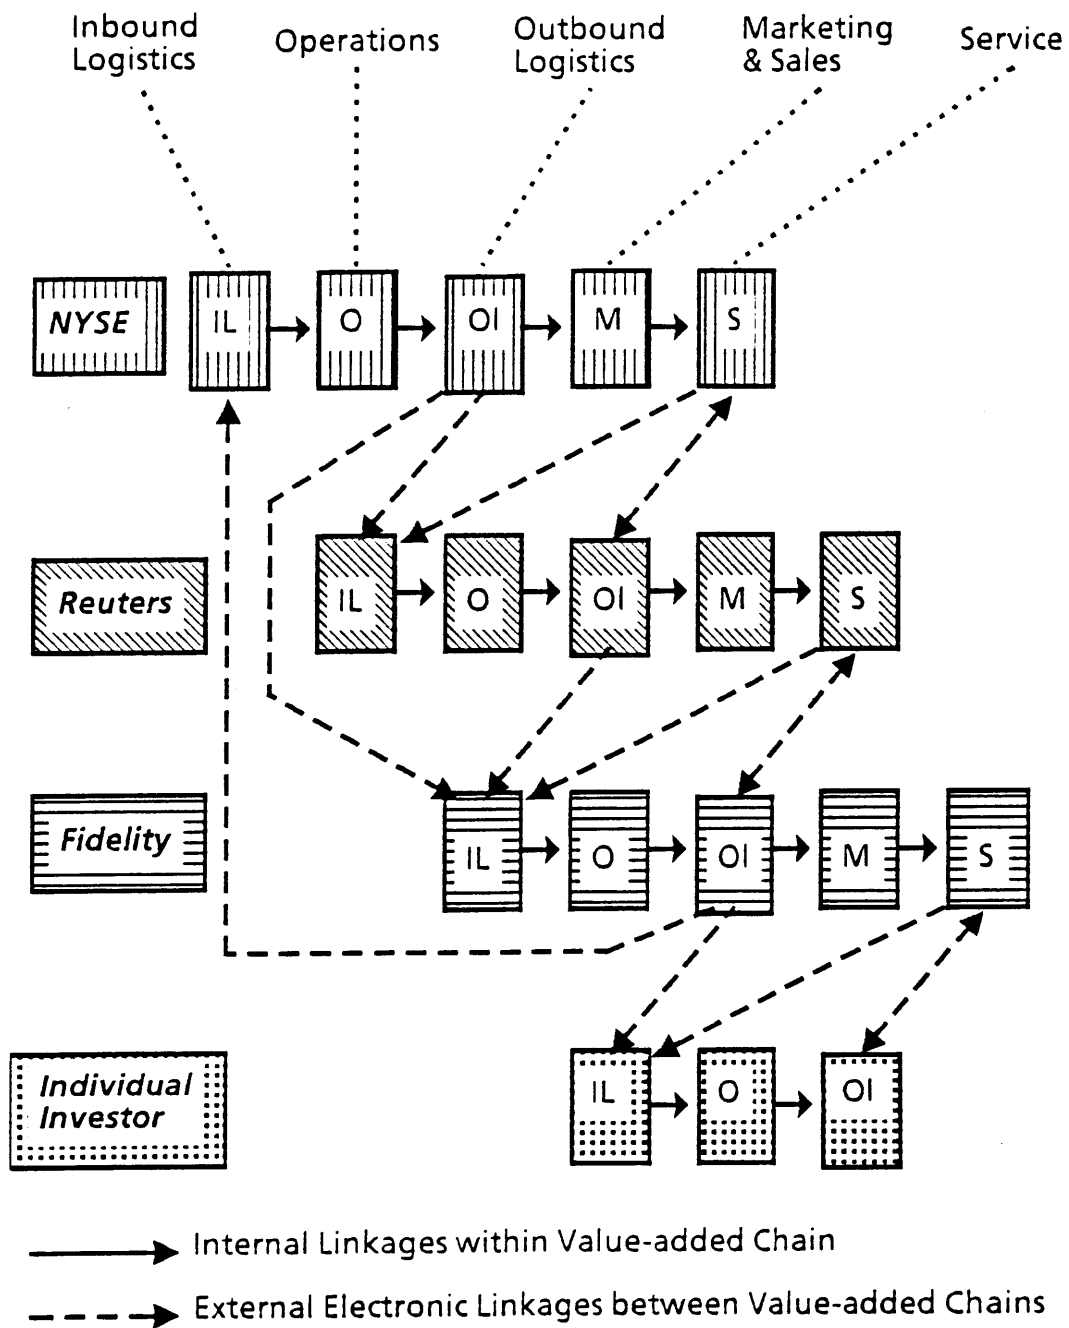 Inbound
Logistics
Operations
Outbound
Logistics
Marketing
& Sales
Service
NYSE
IL
O
Ol
M
S
Reuters
IL
O
Ol
M
S
Fidelity
IL
O
Ol
M
S
Individual
Investor
IL
O
Ol
Internal Linkages within Value-added Chain
External Electronic Linkages between Value-added Chains